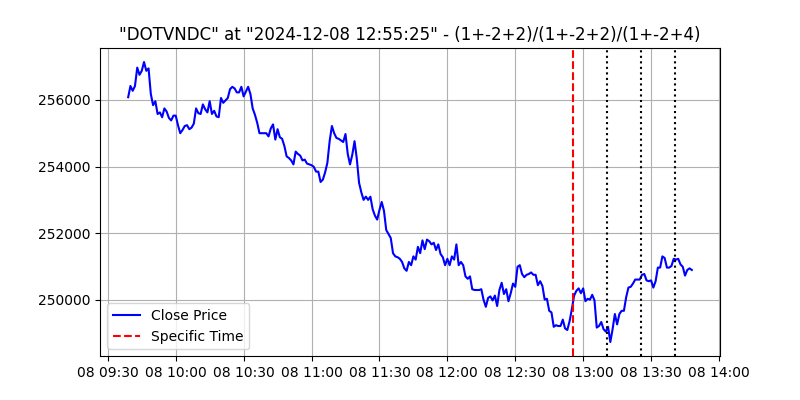 "DOTVNDC" at "2024-12-08 12:55:25" - (1+-2+2)/(1+-2+2)/(1+-2+4)
256000
254000
252000
250000
Close Price
Specific Time
08 09:30 08 10:00 08 10:30 08 11:00 08 11:30 08 12:00 08 12:30 08 13:00 08 13:30 08 14:00